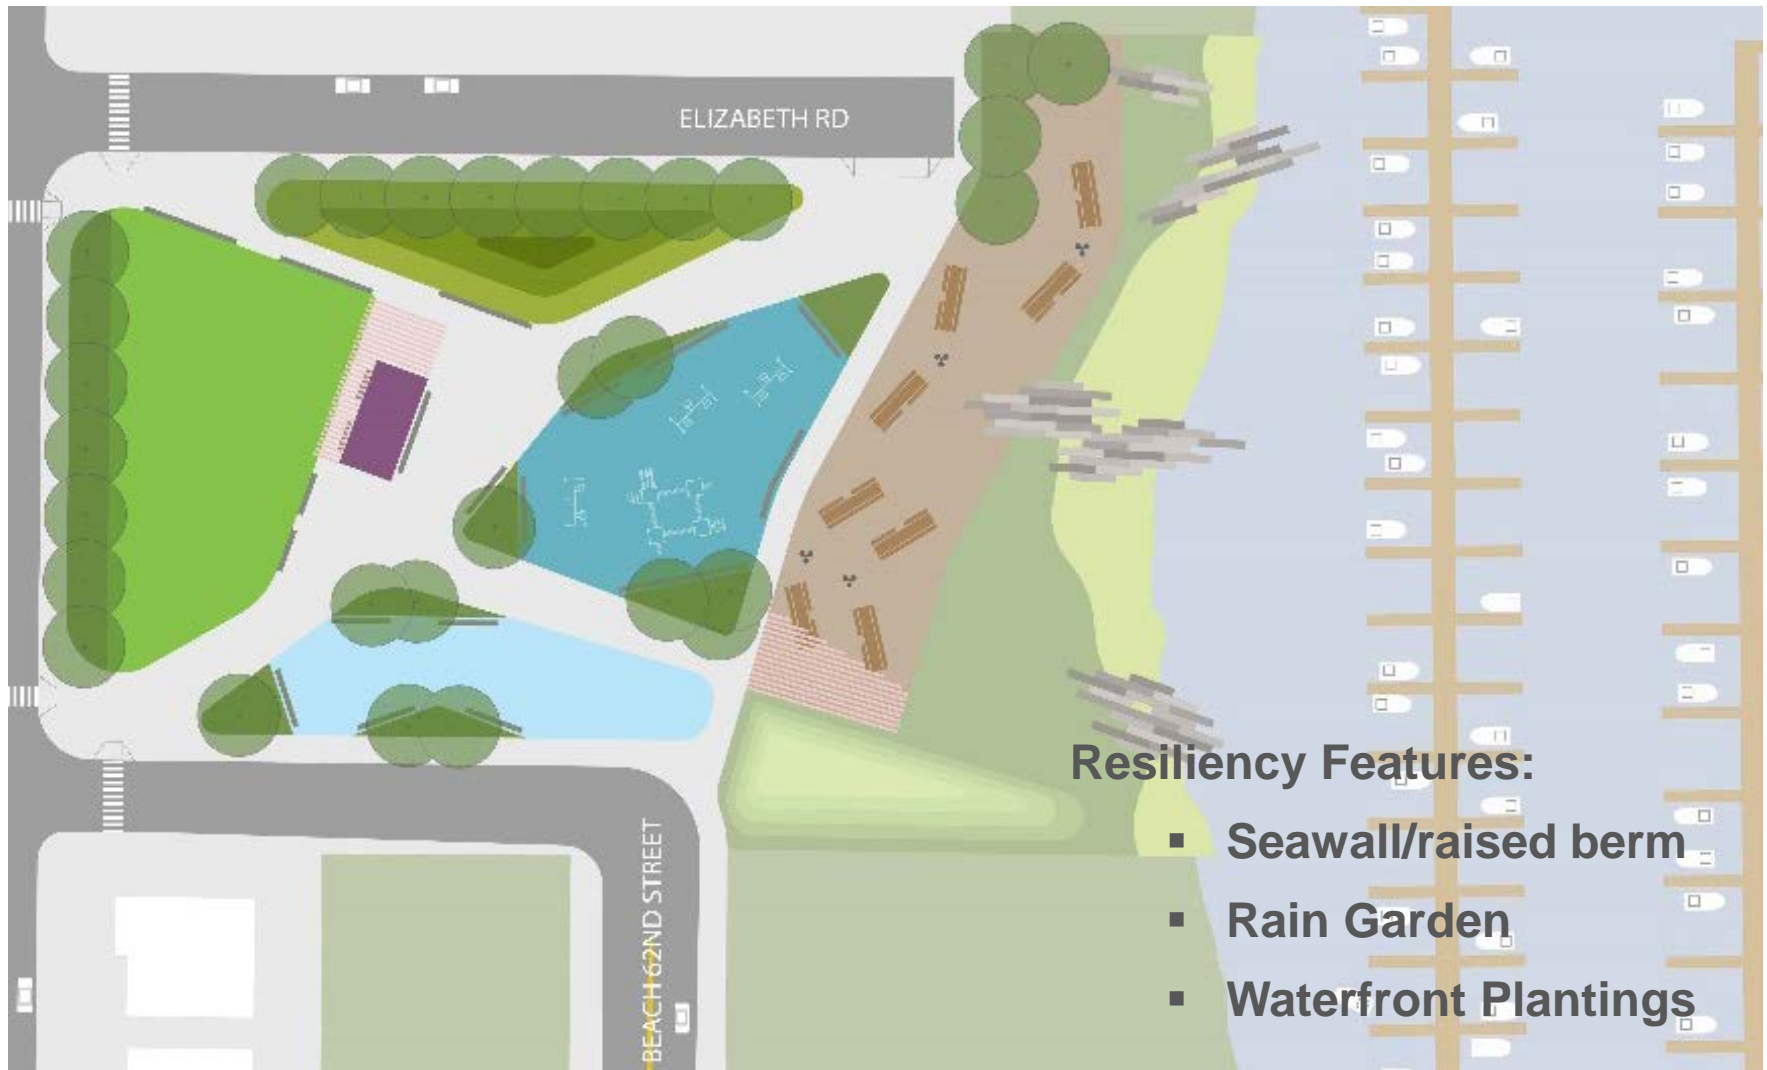 ELIZABETH RD
BEACH 62ND STREET
Resiliency Features:
▪ Seawall/raised berm
▪ Rain Garden
▪ Waterfront Plantings